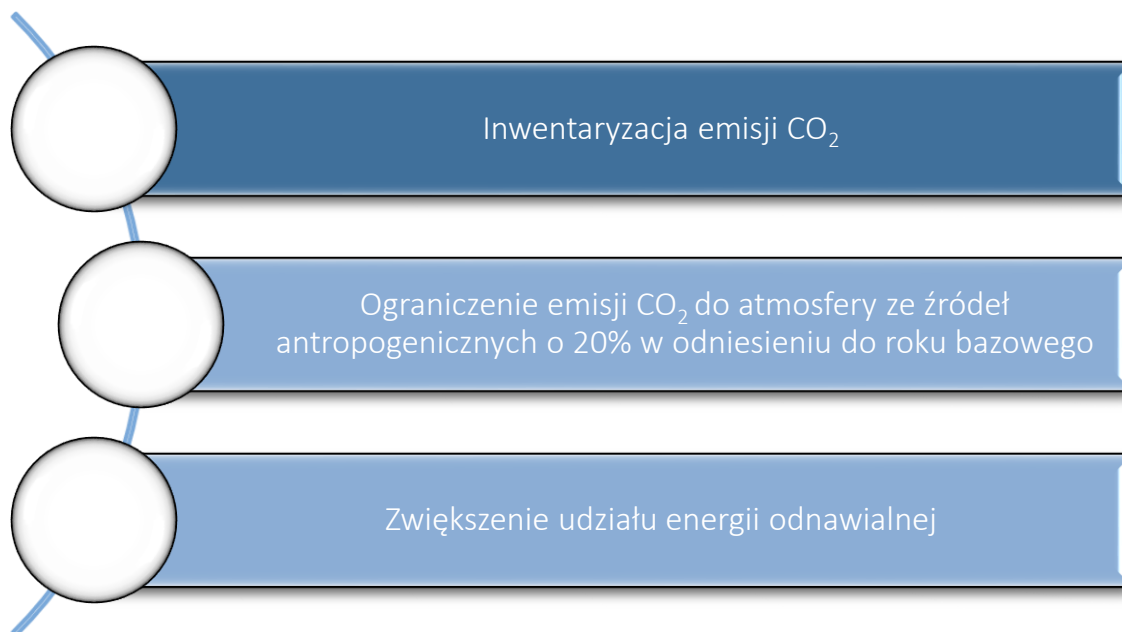 Inwentaryzacja emisji CO₂
Ograniczenie emisji CO₂ do atmosfery ze źródeł
antropogenicznych o 20% w odniesieniu do roku bazowego
Zwiększenie udziału energii odnawialnej